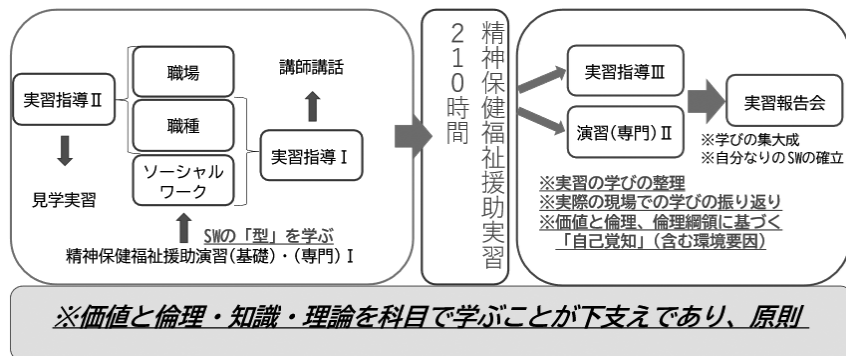 実習指導Ⅱ
見学実習
職場
職種
ソーシャル
ワーク
講師講話
実習指導Ⅰ
SWの「型」を学ぶ
精神保健福祉援助演習(基礎)・(専門)Ⅰ
精神保健福祉援助実習
210時間
実習指導Ⅲ
演習(専門)Ⅱ
実習報告会
※学びの集大成
※自分なりのSWの確立
※実習の学びの整理
※実際の現場での学びの振り返り
※価値と倫理、倫理綱領に基づく
「自己覚知」(含む環境要因)
※価値と倫理・知識・理論を科目で学ぶことが下支えであり、原則